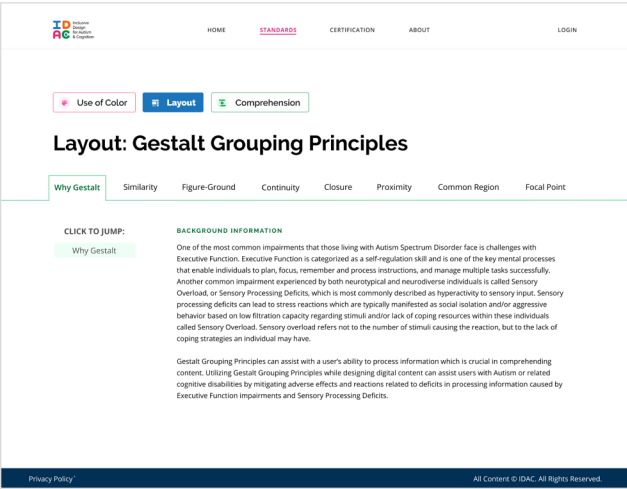 ID
AC
Inclusive
Design
for Autism
& Cognition
HOME
STANDARDS
CERTIFICATION
ABOUT
LOGIN
Use of Color
Layout
Comprehension
Layout: Gestalt Grouping Principles
Why Gestalt
Similarity
Figure-Ground
Continuity
Closure
Proximity
Common Region
Focal Point
CLICK TO JUMP:
Why Gestalt
BACKGROUND INFORMATION
One of the most common impairments that those living with Autism Spectrum Disorder face is challenges with
Executive Function. Executive Function is categorized as a self-regulation skill and is one of the key mental processes
that enable individuals to plan, focus, remember and process instructions, and manage multiple tasks successfully.
Another common impairment experienced by both neurotypical and neurodiverse individuals is called Sensory
Overload, or Sensory Processing Deficits, which is most commonly described as hyperactivity to sensory input. Sensory
processing deficits can lead to stress reactions which are typically manifested as social isolation and/or aggressive
behavior based on low filtration capacity regarding stimuli and/or lack of coping resources within these individuals
called Sensory Overload. Sensory overload refers not to the number of stimuli causing the reaction, but to the lack of
coping strategies an individual may have.
Gestalt Grouping Principles can assist with a user's ability to process information which is crucial in comprehending
content. Utilizing Gestalt Grouping Principles while designing digital content can assist users with Autism or related
cognitive disabilities by mitigating adverse effects and reactions related to deficits in processing information caused by
Executive Function impairments and Sensory Processing Deficits.
Privacy Policy`
All Content © IDAC. All Rights Reserved.